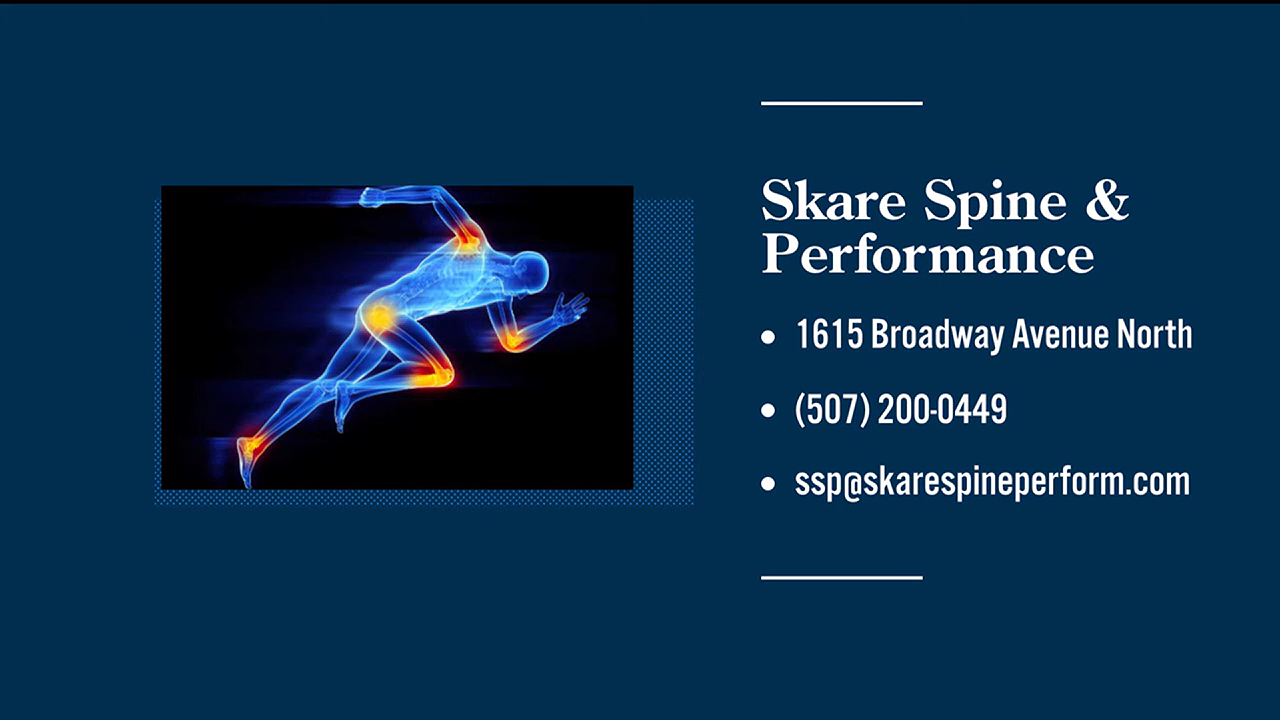 Skare Spine &
Performance
• 1615 Broadway Avenue North
• (507) 200-0449
• ssp@skarespineperform.com